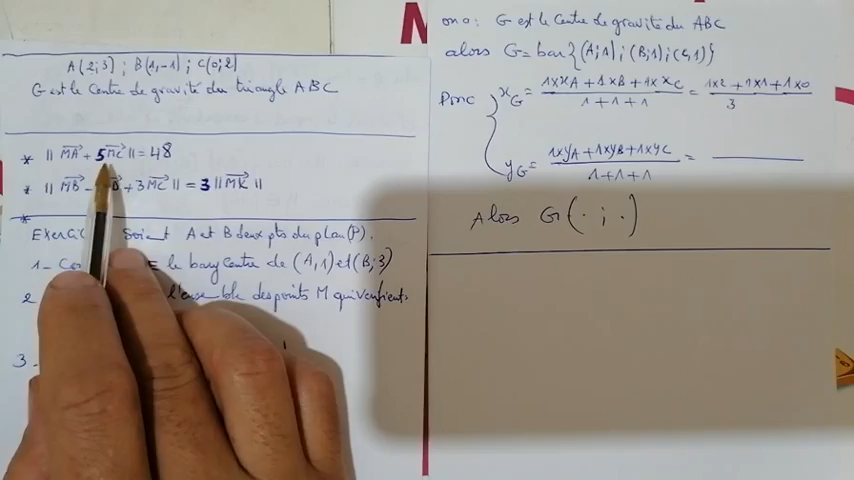 A(2;3) ; B(1,-1) ; C(0;2)
G est le Centre de gravité du triangle ABC
* || MA + 5MC || = 48
* || MB - + 3MC || = 3 || MK ||
*
Soient A et B deux pts du plan (P).
1- le barycentre de (A,1) et (B;3)
2 l'ensemble des points M qui vérifient
3-
on a : G est le Centre de gravité du ABC
alors G = bar {(A;1) ; (B;1) ; (C,1)}
Donc xG = 1×xA + 1×xB + 1×xC / 1+1+1 = 1×2 + 1×1 + 1×0 / 3
yG = 1×yA + 1×yB + 1×yC / 1+1+1 =
Alors G( . ; . )